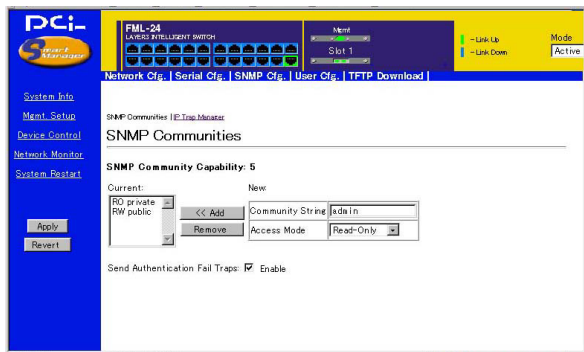 PCi-
Smart
Manager
FML-24
LAYER3 INTELLIGENT SWITCH
Mgmt
Slot 1
- Link Up
- Link Down
Mode
Active
Network Cfg. | Serial Cfg. | SNMP Cfg. | User Cfg. | TFTP Download |
System Info
Mgmt. Setup
Device Control
Network Monitor
System Restart
Apply
Revert
SNMP Communities | IP Trap Manager
SNMP Communities
SNMP Community Capability: 5
Current: New:
RO private
RW public
<< Add
Remove
Community String admin
Access Mode Read-Only
Send Authentication Fail Traps: Enable